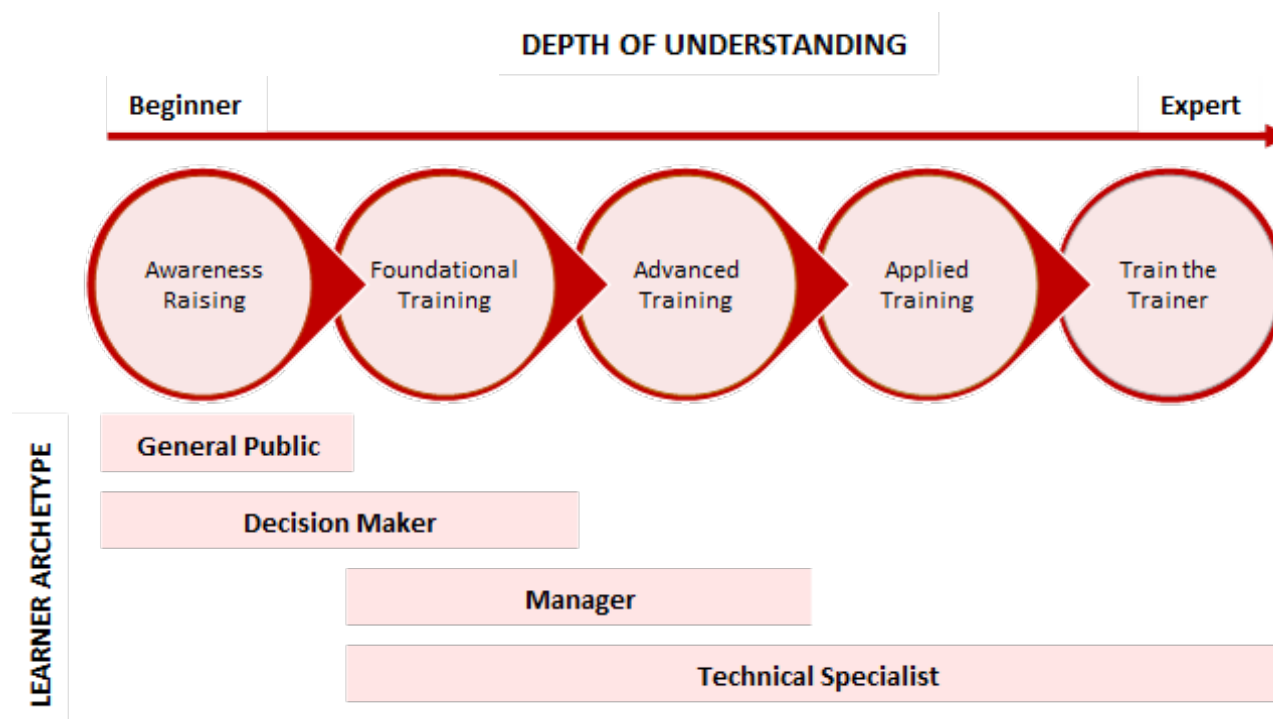 DEPTH OF UNDERSTANDING
Beginner
Expert
Awareness
Raising
Foundational
Training
Advanced
Training
Applied
Training
Train the
Trainer
LEARNER ARCHETYPE
General Public
Decision Maker
Manager
Technical Specialist